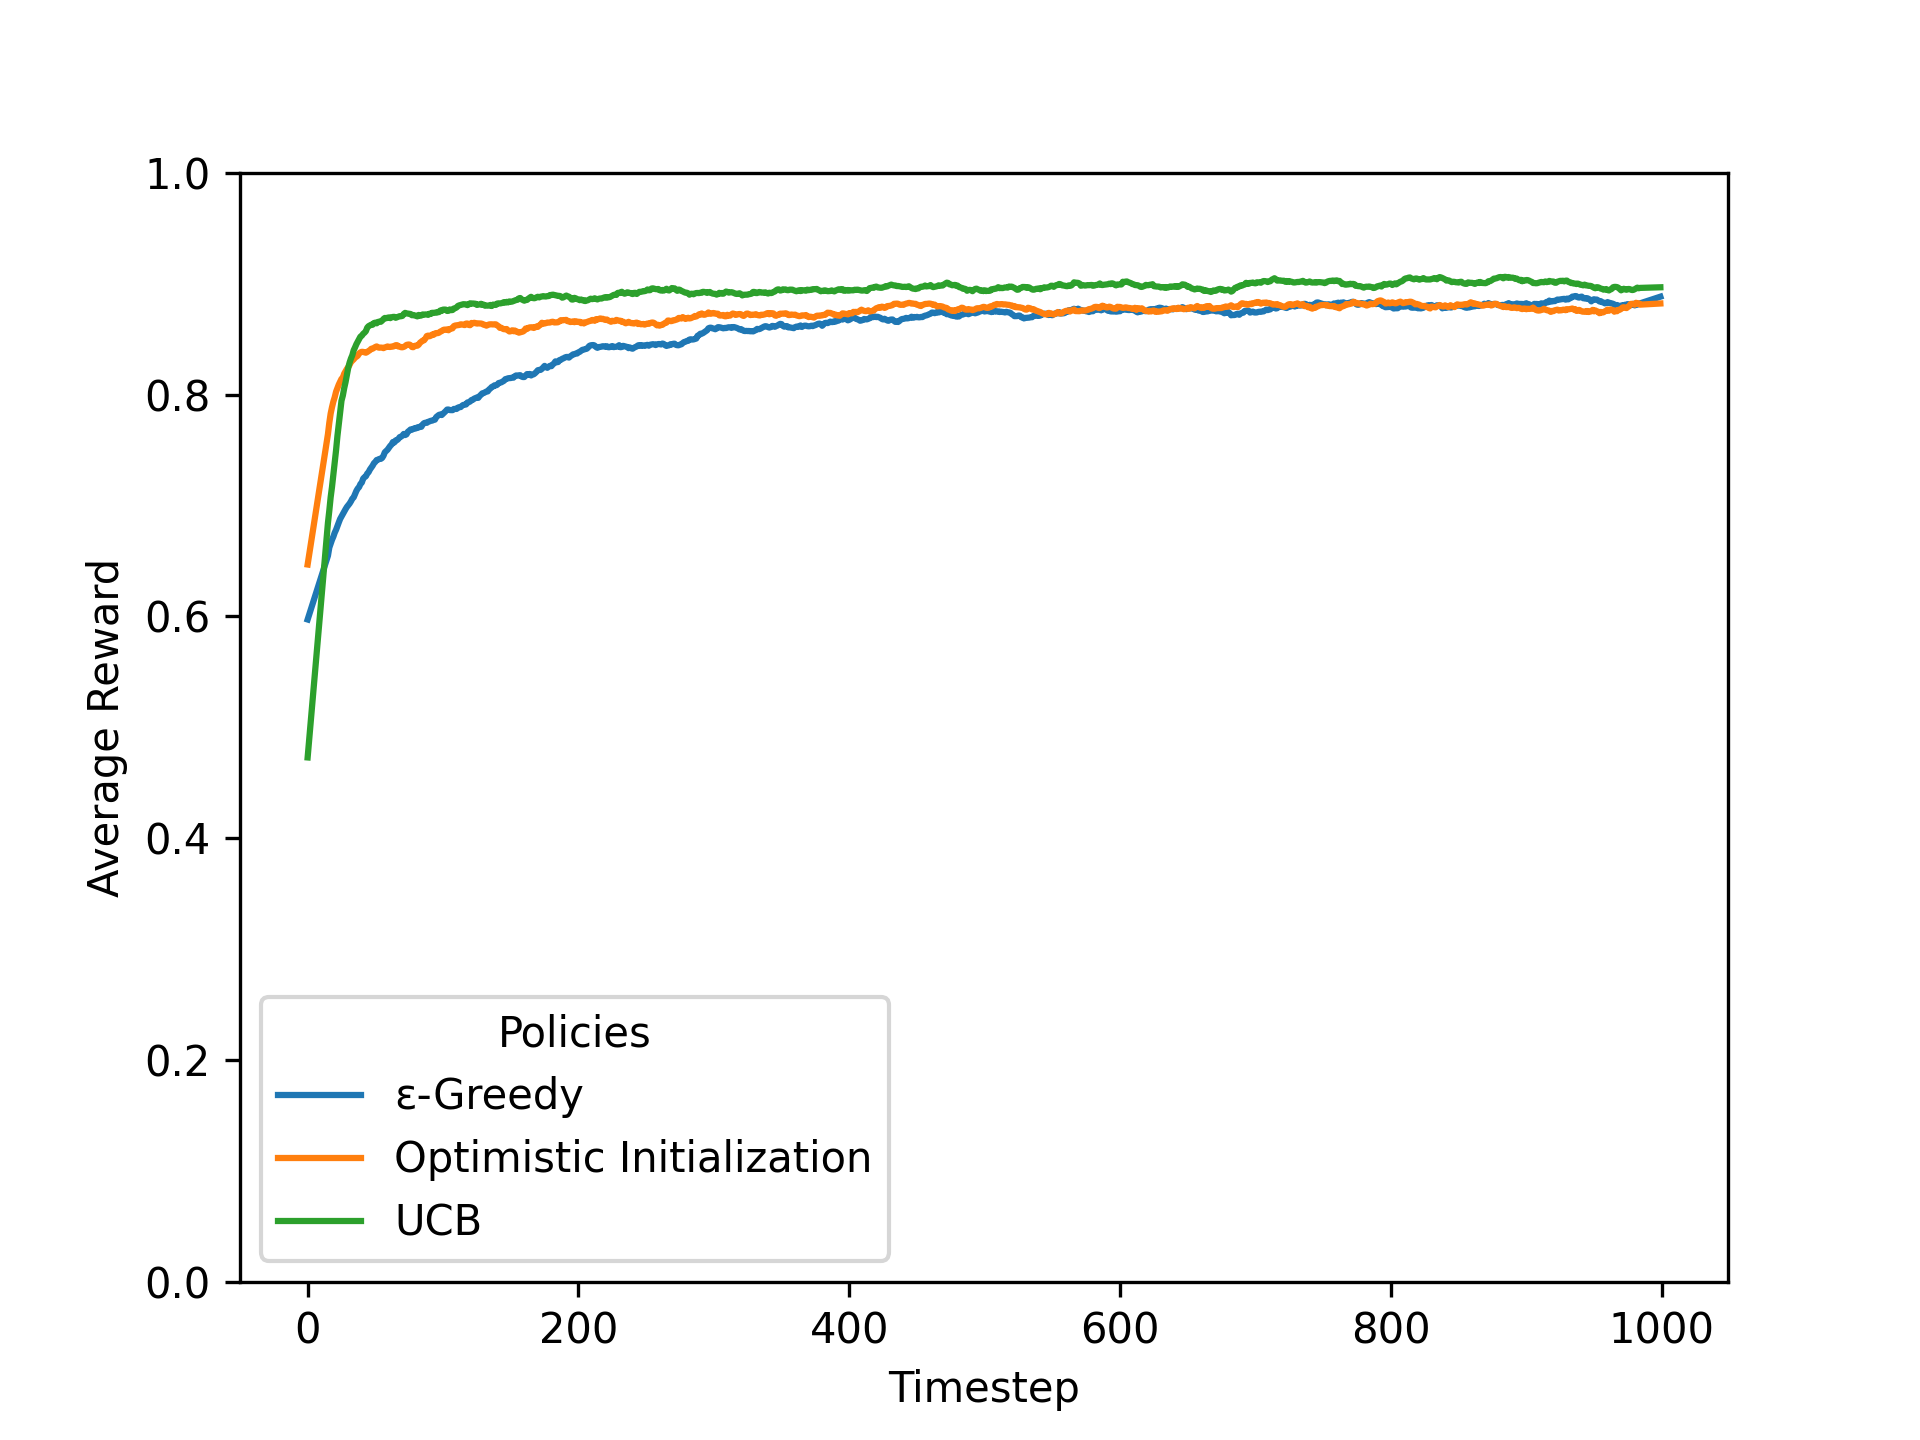 1.0
0.8
0.6
0.4
0.2
0.0
Average Reward
Policies
ε-Greedy
Optimistic Initialization
UCB
0 200 400 600 800 1000
Timestep